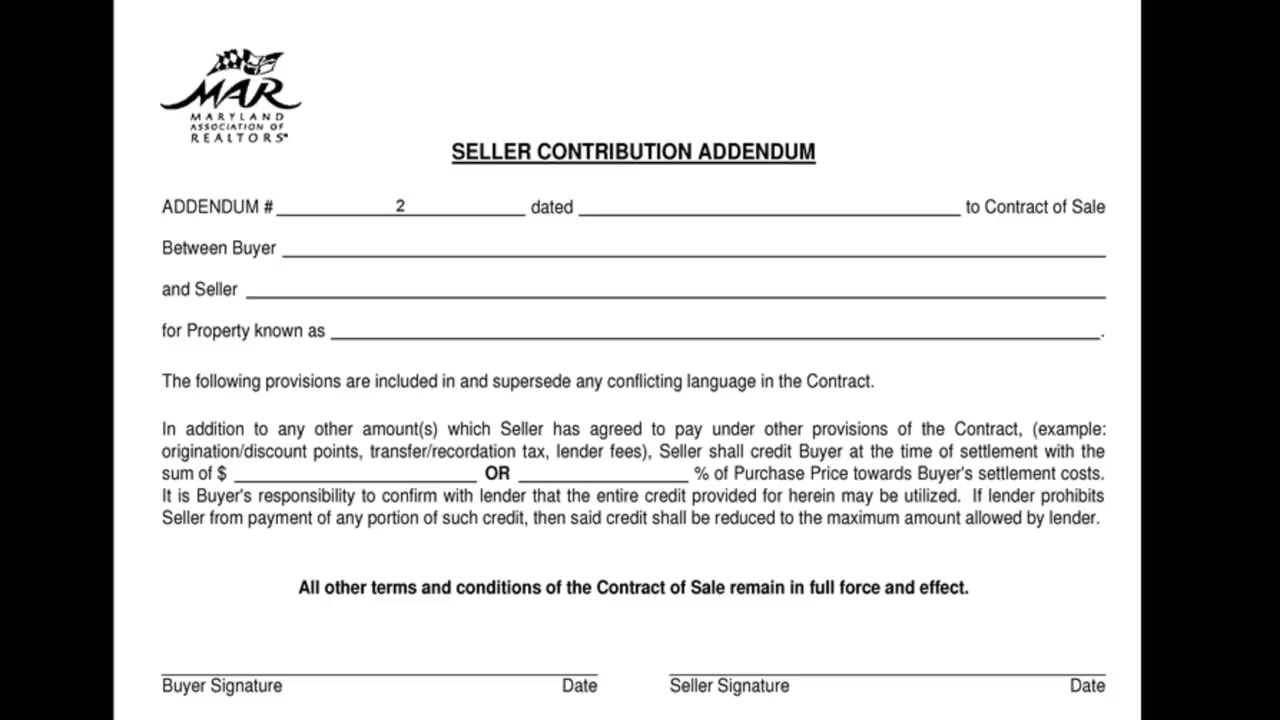 MAR
MARYLAND
ASSOCIATION OF
REALTORS®
SELLER CONTRIBUTION ADDENDUM
ADDENDUM # 2 dated to Contract of Sale
Between Buyer
and Seller
for Property known as .
The following provisions are included in and supersede any conflicting language in the Contract.
In addition to any other amount(s) which Seller has agreed to pay under other provisions of the Contract, (example:
origination/discount points, transfer/recordation tax, lender fees), Seller shall credit Buyer at the time of settlement with the
sum of $ OR % of Purchase Price towards Buyer's settlement costs.
It is Buyer's responsibility to confirm with lender that the entire credit provided for herein may be utilized. If lender prohibits
Seller from payment of any portion of such credit, then said credit shall be reduced to the maximum amount allowed by lender.
All other terms and conditions of the Contract of Sale remain in full force and effect.
Buyer Signature Date Seller Signature Date